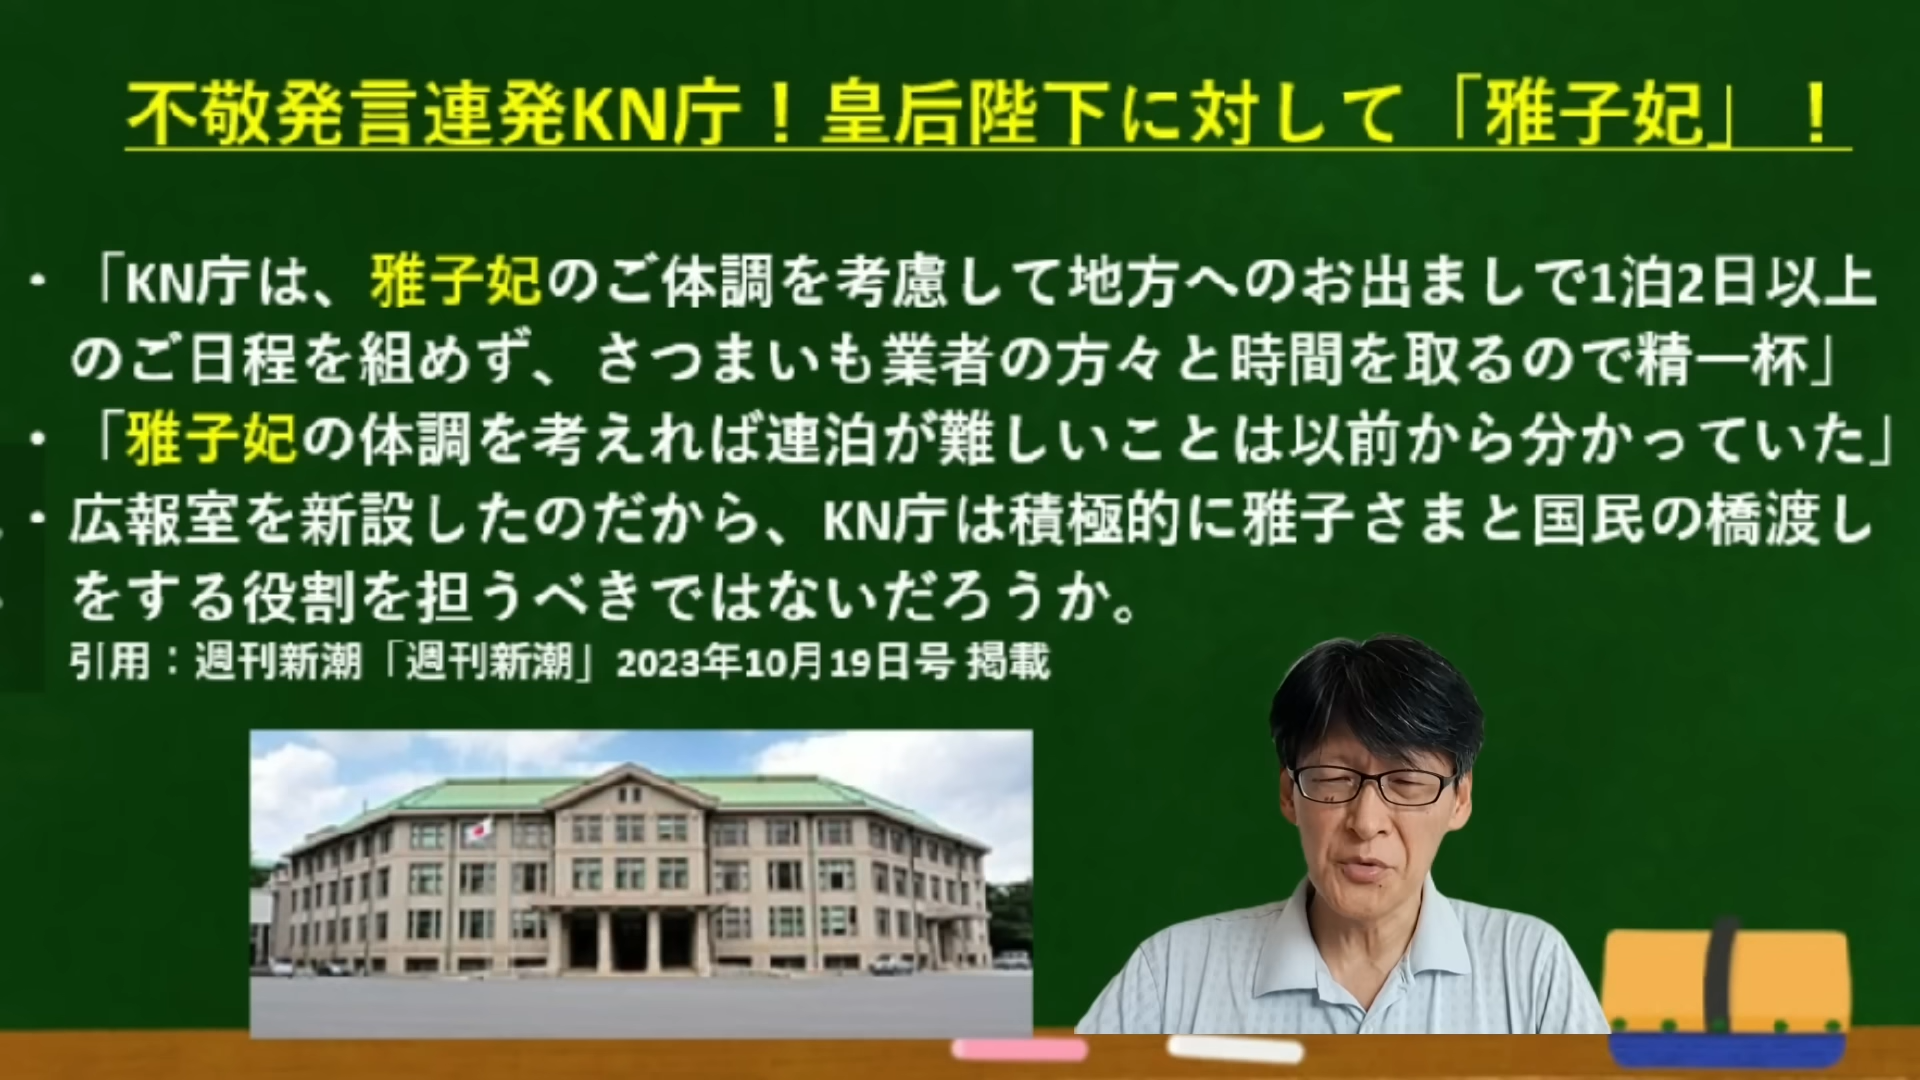 不敬発言連発KN庁！皇后陛下に対して「雅子妃」！
・「KN庁は、雅子妃のご体調を考慮して地方へのお出ましで1泊2日以上
のご日程を組めず、さつまいも業者の方々と時間を取るので精一杯」
・「雅子妃の体調を考えれば連泊が難しいことは以前から分かっていた」
・広報室を新設したのだから、KN庁は積極的に雅子さまと国民の橋渡し
をする役割を担うべきではないだろうか。
引用：週刊新潮「週刊新潮」2023年10月19日号 掲載